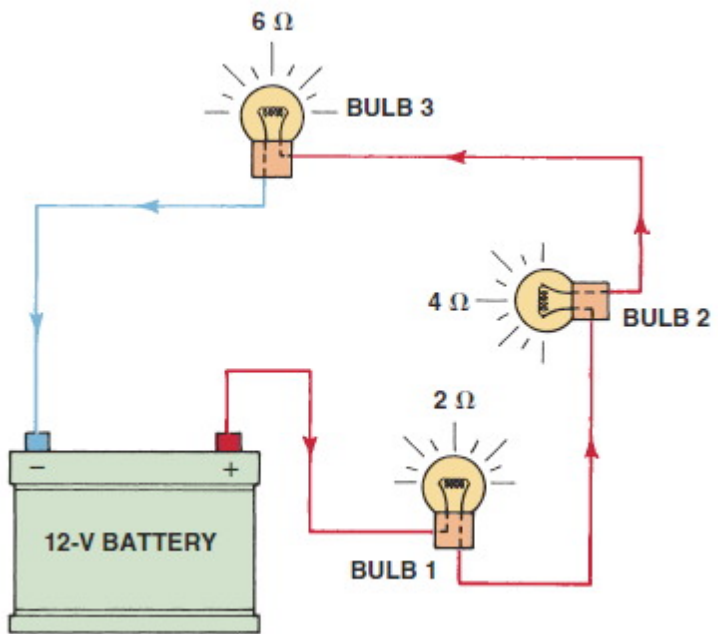 6 Ω
BULB 3
4 Ω
BULB 2
2 Ω
− +
12-V BATTERY
BULB 1